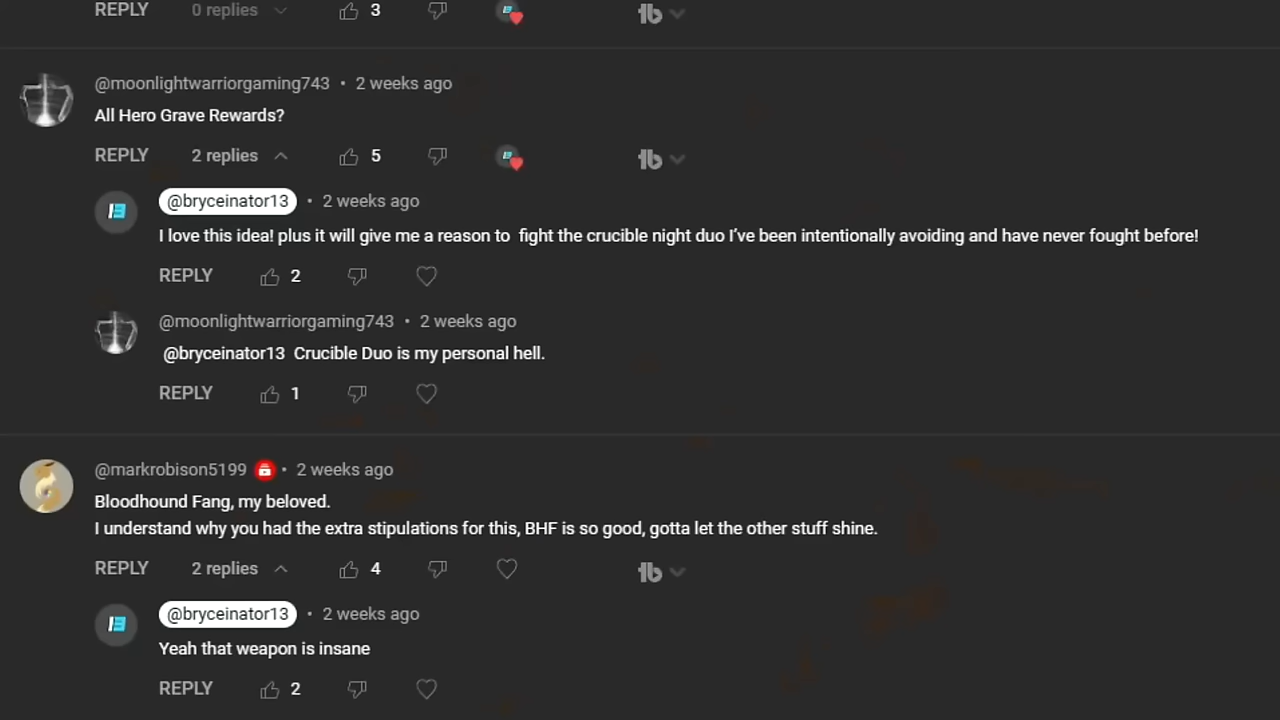 REPLY 0 replies 3
@moonlightwarriorgaming743 • 2 weeks ago
All Hero Grave Rewards?
REPLY 2 replies 5
@bryceinator13 • 2 weeks ago
I love this idea! plus it will give me a reason to  fight the crucible night duo I've been intentionally avoiding and have never fought before!
REPLY 2
@moonlightwarriorgaming743 • 2 weeks ago
@bryceinator13  Crucible Duo is my personal hell.
REPLY 1
@markrobison5199 • 2 weeks ago
Bloodhound Fang, my beloved.
I understand why you had the extra stipulations for this, BHF is so good, gotta let the other stuff shine.
REPLY 2 replies 4
@bryceinator13 • 2 weeks ago
Yeah that weapon is insane
REPLY 2